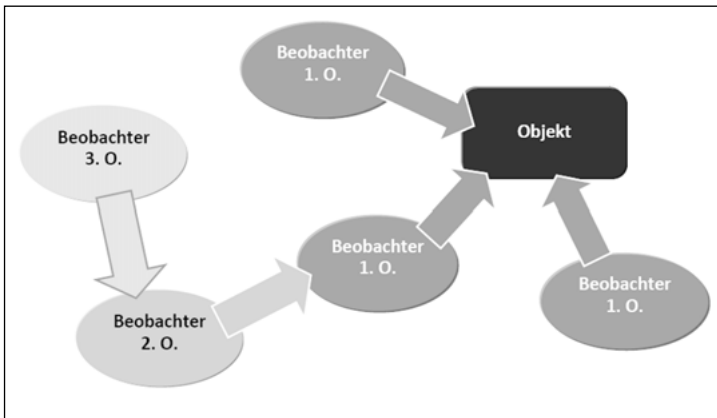 Beobachter
1. O.
Objekt
Beobachter
3. O.
Beobachter
1. O.
Beobachter
1. O.
Beobachter
2. O.